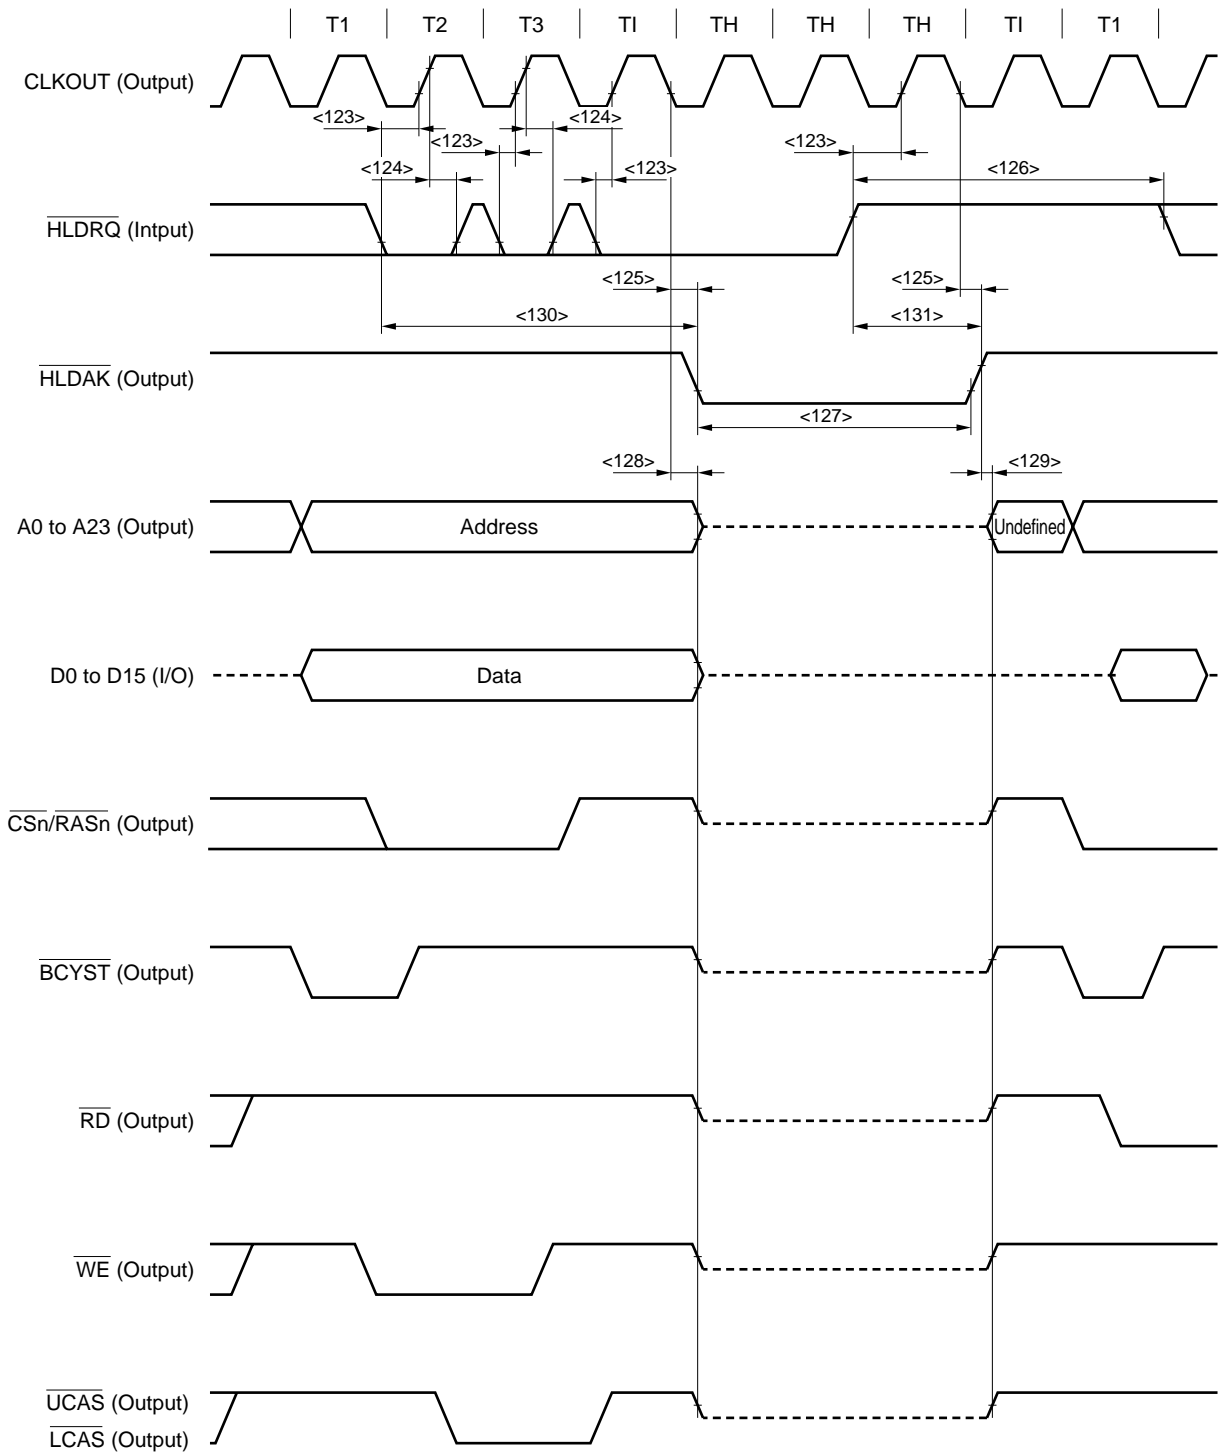 T1 T2 T3 TI TH TH TH TI T1
CLKOUT (Output)
<123> <124>
<123> <123>
<124> <123> <126>
HLDRQ (Intput)
<125> <125>
<130> <131>
HLDAK (Output)
<127>
<128> <129>
A0 to A23 (Output) Address Undefined
D0 to D15 (I/O) Data
CSn/RASn (Output)
BCYST (Output)
RD (Output)
WE (Output)
UCAS (Output)
LCAS (Output)